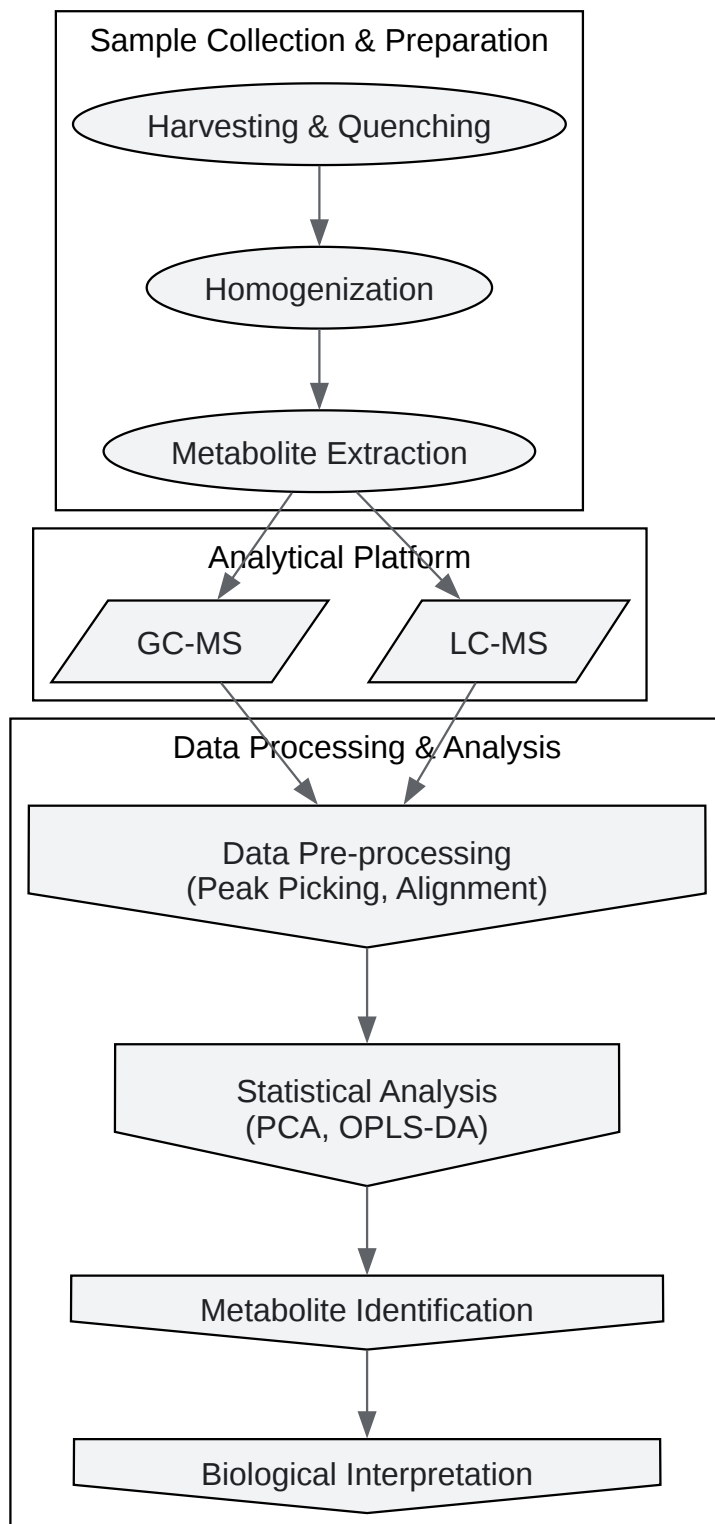 Sample Collection & Preparation
Harvesting & Quenching
Homogenization
Metabolite Extraction
Analytical Platform
GC-MS
LC-MS
Data Processing & Analysis
Data Pre-processing
(Peak Picking, Alignment)
Statistical Analysis
(PCA, OPLS-DA)
Metabolite Identification
Biological Interpretation